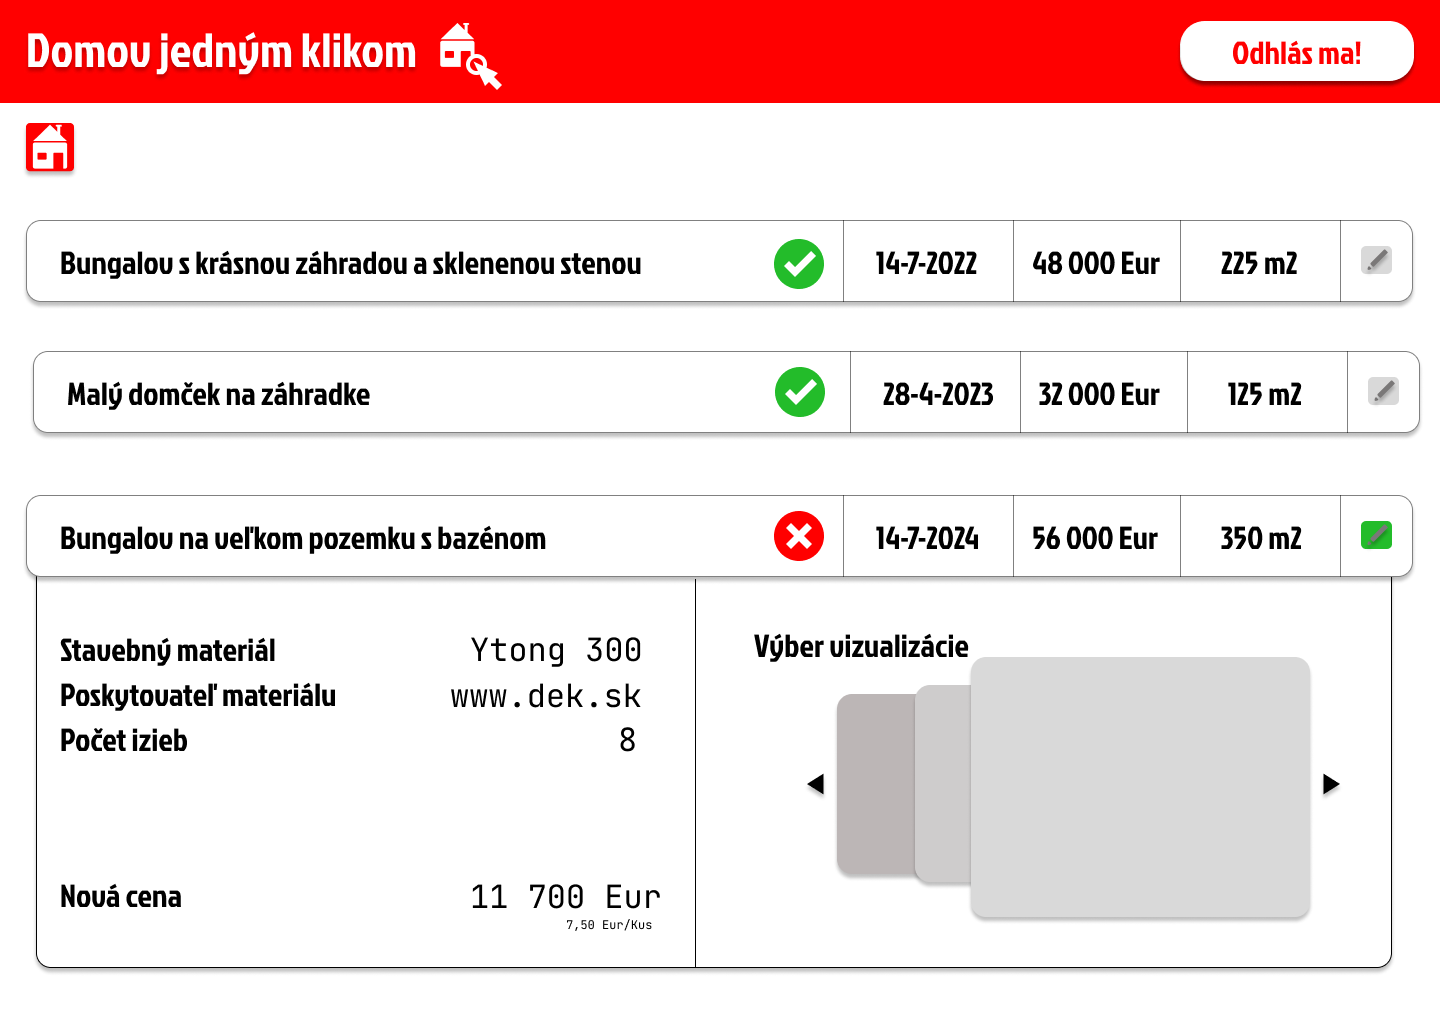 Domou jedným klikom
Odhlás ma!
Bungalou s krásnou záhradou a sklenenou stenou 14-7-2022 48 000 Eur 225 m2
Malý domček na záhradke 28-4-2023 32 000 Eur 125 m2
Bungalou na veľkom pozemku s bazénom 14-7-2024 56 000 Eur 350 m2
Stavebný materiál Ytong 300
Poskytovateľ materiálu www.dek.sk
Počet izieb 8
Nová cena 11 700 Eur
7,50 Eur/Kus
Výber vizualizácie